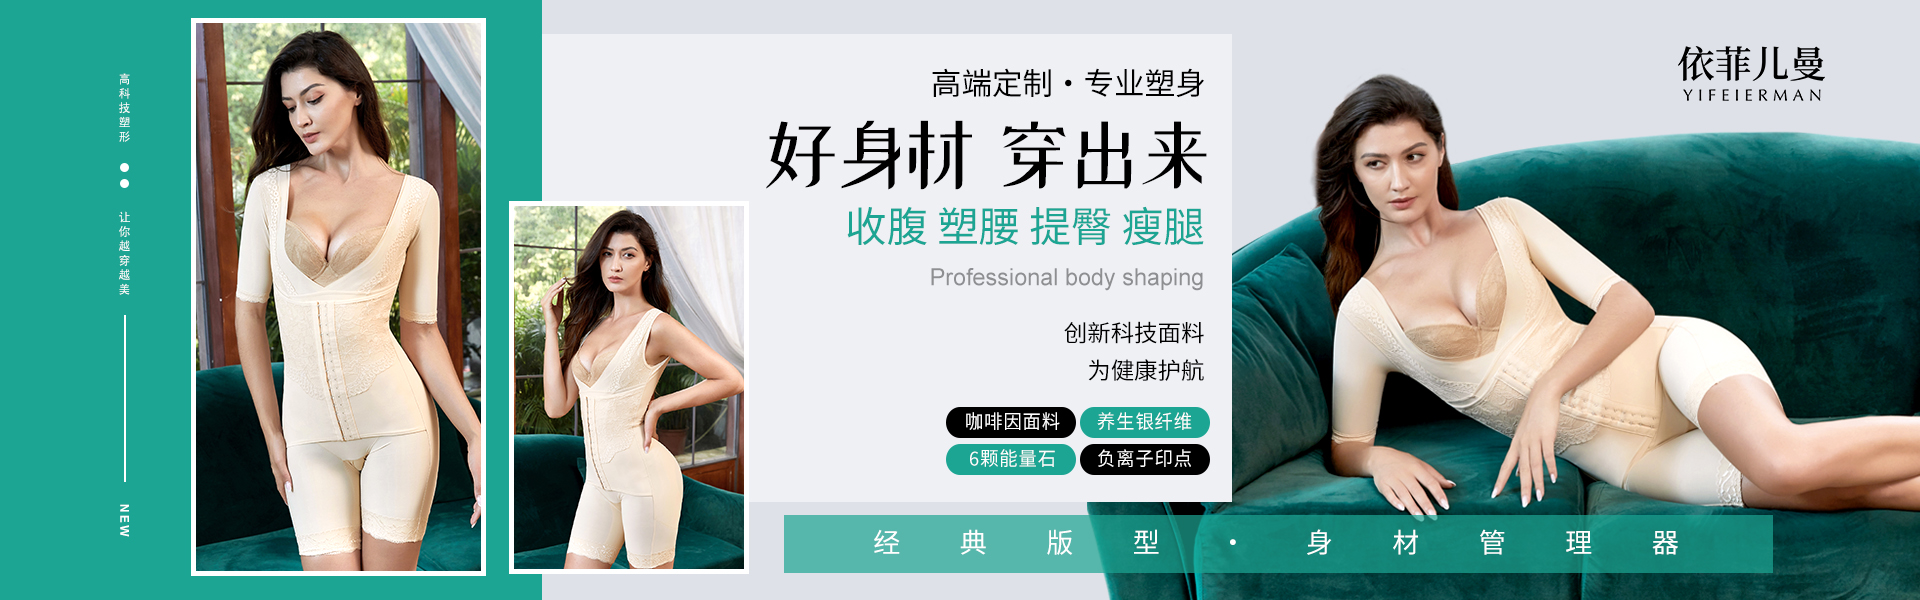 高科技塑形
让你越穿越美
NEW
高端定制·专业塑身
好身材 穿出来
收腹 塑腰 提臀 瘦腿
Professional body shaping
创新科技面料
为健康护航
咖啡因面料
养生银纤维
6颗能量石
负离子印点
依菲儿曼
YIFEIERMAN
经典版型·身材管理器